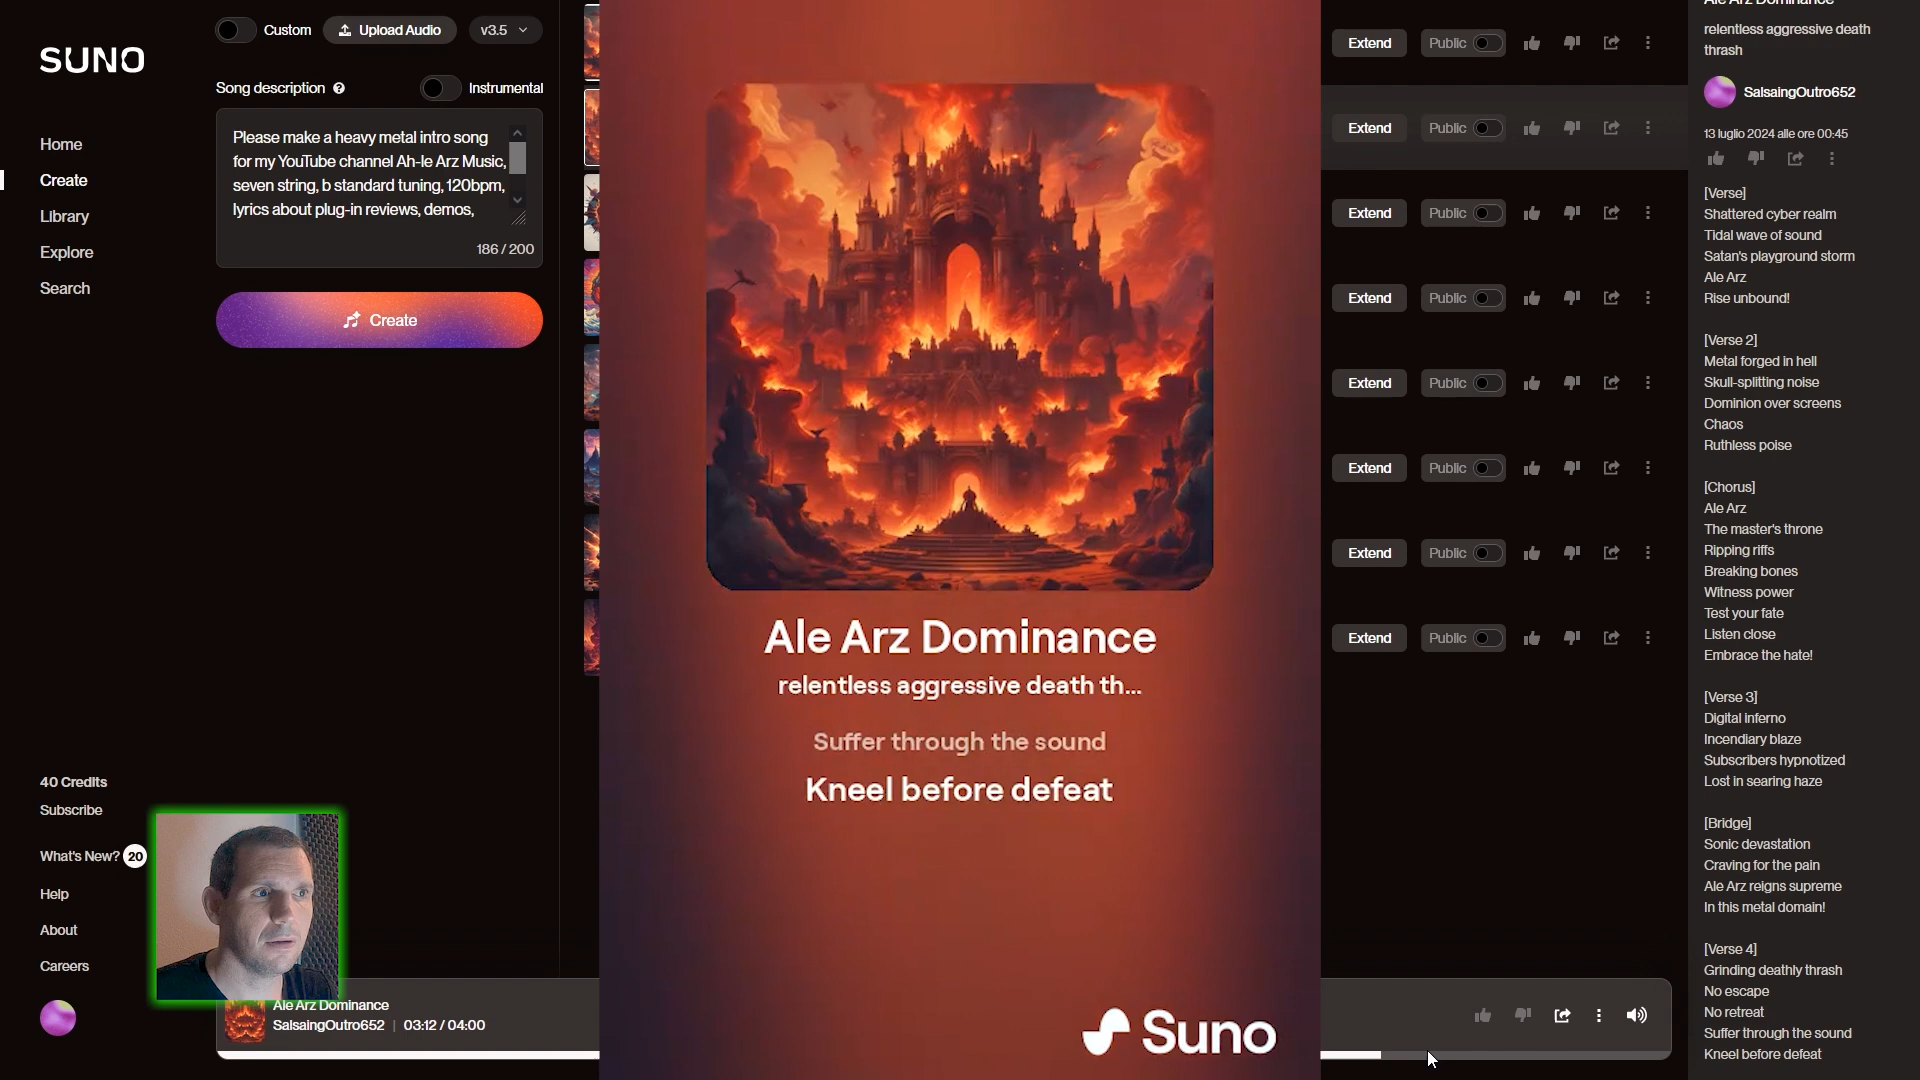 SUNO
Home
Create
Library
Explore
Search
40 Credits
Subscribe
What's New? 20
Help
About
Careers
Custom
Upload Audio
v3.5
Song description
Instrumental
Please make a heavy metal intro song
for my YouTube channel Ah-le Arz Music,
seven string, b standard tuning, 120bpm,
lyrics about plug-in reviews, demos,
186 / 200
Create
Ale Arz Dominance
relentless aggressive death th...
Suffer through the sound
Kneel before defeat
Suno
Extend Public
Extend Public
Extend Public
Extend Public
Extend Public
Extend Public
Extend Public
Extend Public
Ale Arz Dominance
SalsaingOutro652 | 03:12 / 04:00
Ale Arz Dominance
relentless aggressive death
thrash
SalsaingOutro652
13 luglio 2024 alle ore 00:45
[Verse]
Shattered cyber realm
Tidal wave of sound
Satan's playground storm
Ale Arz
Rise unbound!
[Verse 2]
Metal forged in hell
Skull-splitting noise
Dominion over screens
Chaos
Ruthless poise
[Chorus]
Ale Arz
The master's throne
Ripping riffs
Breaking bones
Witness power
Test your fate
Listen close
Embrace the hate!
[Verse 3]
Digital inferno
Incendiary blaze
Subscribers hypnotized
Lost in searing haze
[Bridge]
Sonic devastation
Craving for the pain
Ale Arz reigns supreme
In this metal domain!
[Verse 4]
Grinding deathly thrash
No escape
No retreat
Suffer through the sound
Kneel before defeat